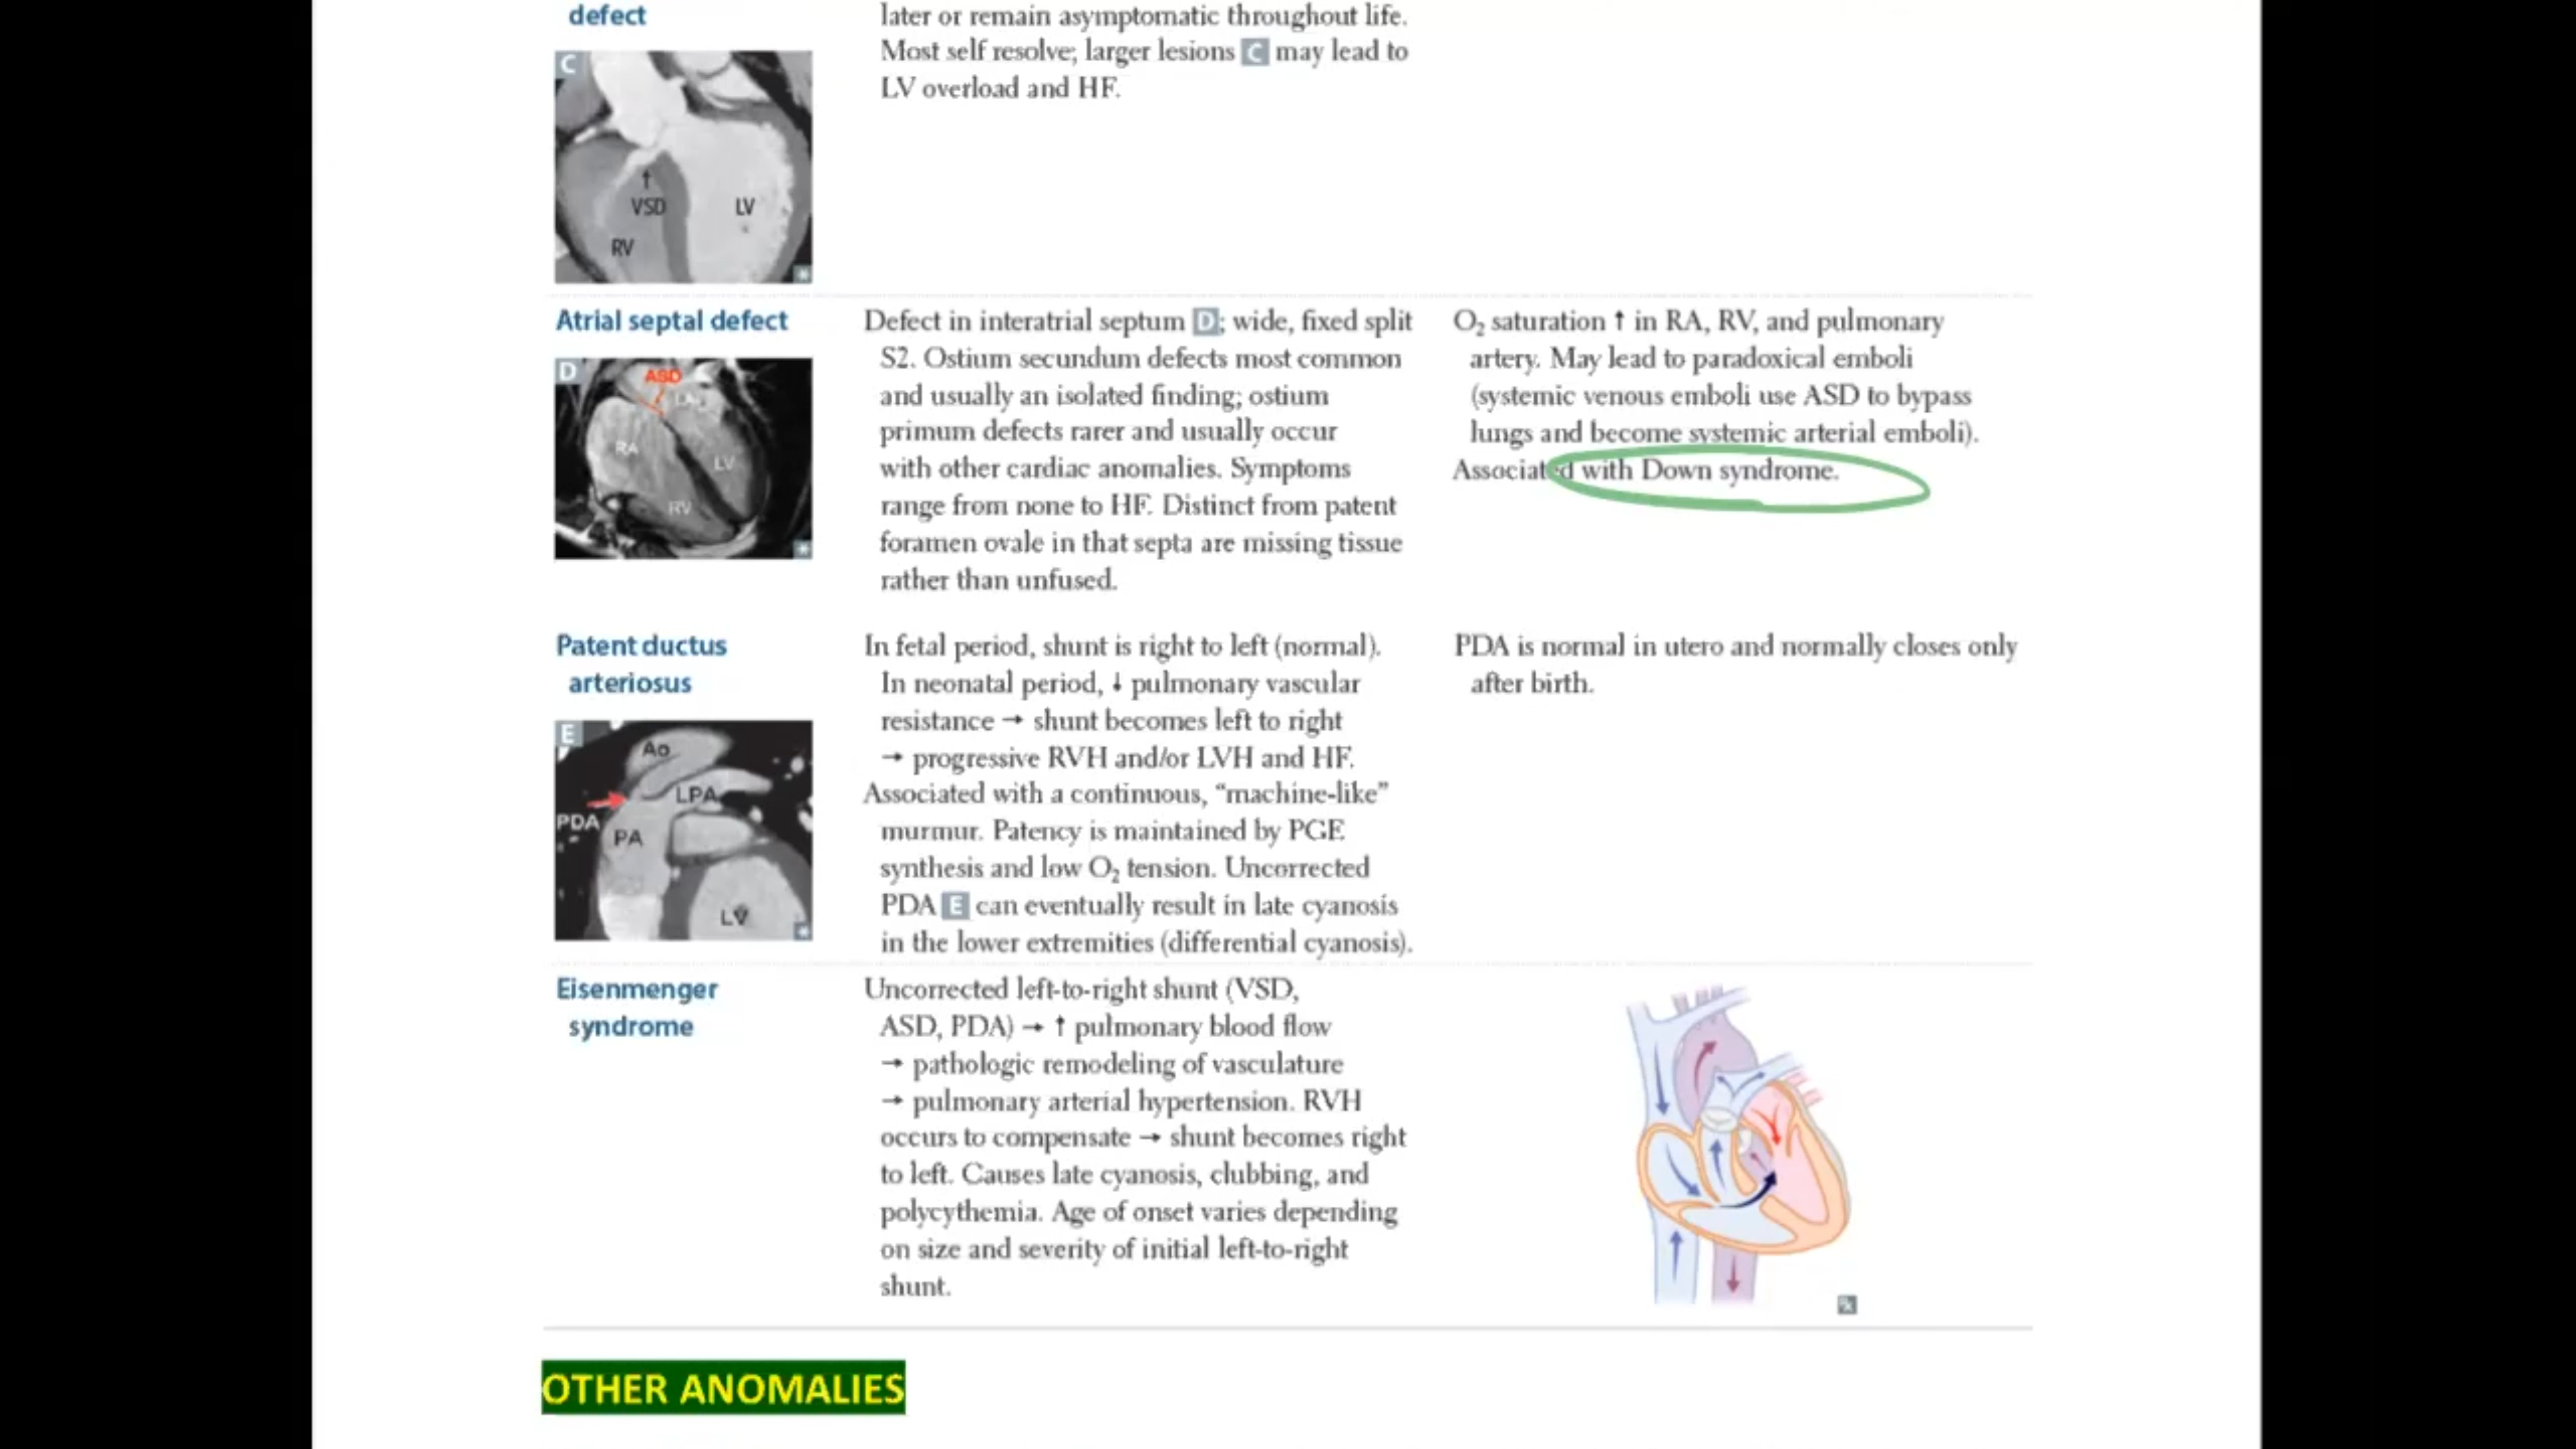 defect
later or remain asymptomatic throughout life.
Most self resolve; larger lesions C may lead to
LV overload and HF.
C
VSD
LV
RV
Atrial septal defect
Defect in interatrial septum D; wide, fixed split
S2. Ostium secundum defects most common
and usually an isolated finding; ostium
primum defects rarer and usually occur
with other cardiac anomalies. Symptoms
range from none to HF. Distinct from patent
foramen ovale in that septa are missing tissue
rather than unfused.
O₂ saturation ↑ in RA, RV, and pulmonary
artery. May lead to paradoxical emboli
(systemic venous emboli use ASD to bypass
lungs and become systemic arterial emboli).
Associated with Down syndrome.
D
ASD
LA
RA
LV
RV
Patent ductus
arteriosus
In fetal period, shunt is right to left (normal).
In neonatal period, ↓ pulmonary vascular
resistance → shunt becomes left to right
→ progressive RVH and/or LVH and HF.
Associated with a continuous, “machine-like”
murmur. Patency is maintained by PGE
synthesis and low O₂ tension. Uncorrected
PDA E can eventually result in late cyanosis
in the lower extremities (differential cyanosis).
PDA is normal in utero and normally closes only
after birth.
E
Ao
LPA
PDA
PA
LV
Eisenmenger
syndrome
Uncorrected left-to-right shunt (VSD,
ASD, PDA) → ↑ pulmonary blood flow
→ pathologic remodeling of vasculature
→ pulmonary arterial hypertension. RVH
occurs to compensate → shunt becomes right
to left. Causes late cyanosis, clubbing, and
polycythemia. Age of onset varies depending
on size and severity of initial left-to-right
shunt.
OTHER ANOMALIES